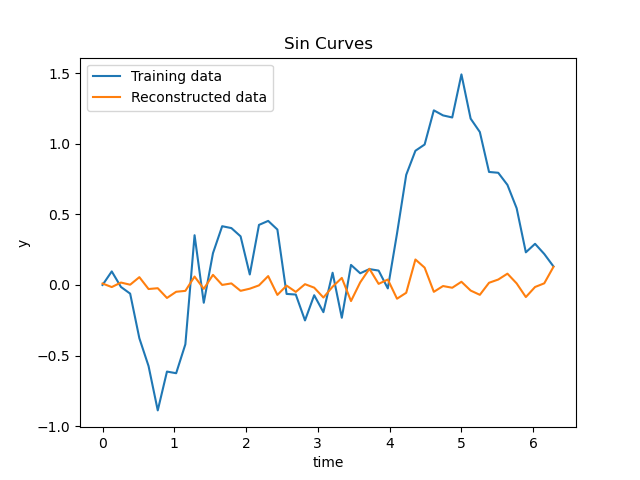 Sin Curves
Training data
Reconstructed data
1.5
1.0
0.5
0.0
−0.5
−1.0
y
0 1 2 3 4 5 6
time